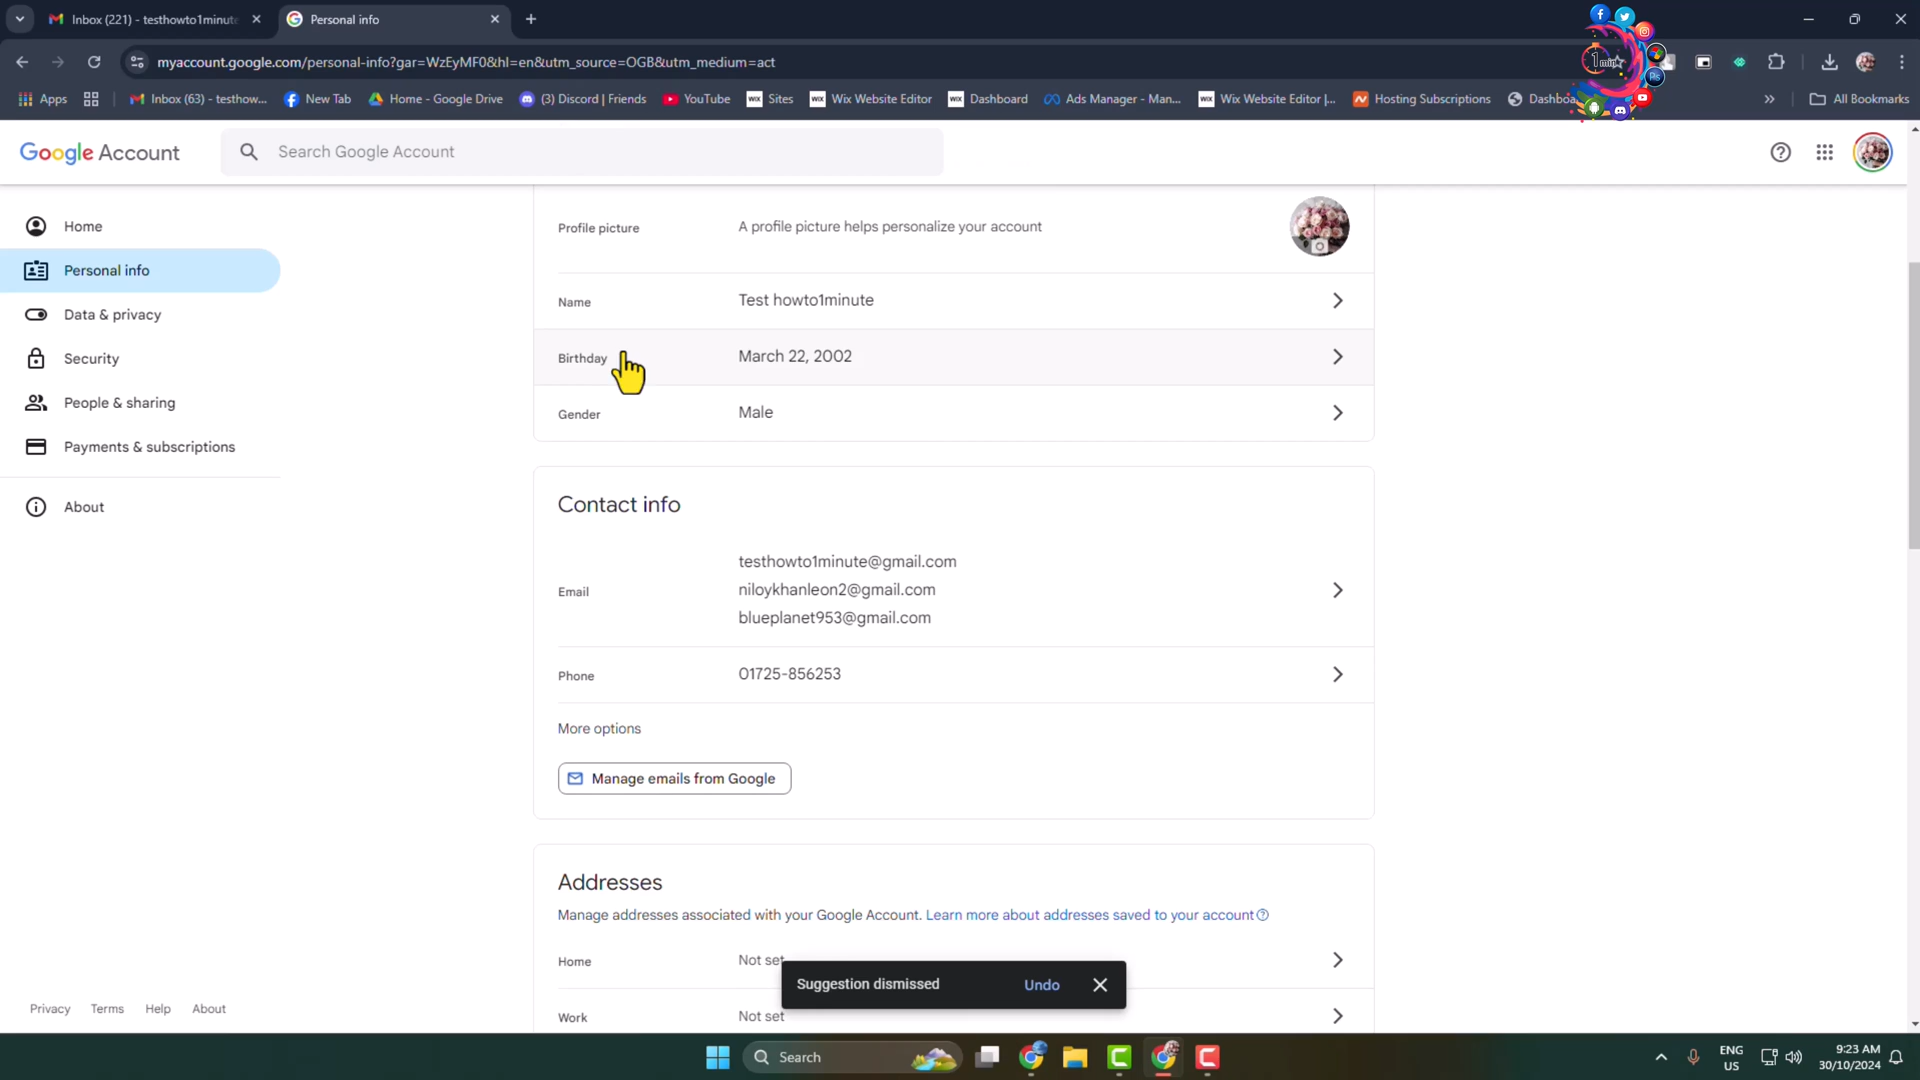 Inbox (221) - testhowto1minut
Personal info
myaccount.google.com/personal-info?gar=WzEyMF0&hl=en&utm_source=OGB&utm_medium=act
1min
Apps
Inbox (63) - testhow...
New Tab
Home - Google Drive
(3) Discord | Friends
YouTube
WIX Sites
WIX Wix Website Editor
WIX Dashboard
Ads Manager - Man...
WIX Wix Website Editor |...
Hosting Subscriptions
Dashbo
All Bookmarks
Google Account
Search Google Account
Home
Personal info
Data & privacy
Security
People & sharing
Payments & subscriptions
About
Profile picture
A profile picture helps personalize your account
Name
Test howto1minute
Birthday
March 22, 2002
Gender
Male
Contact info
Email
testhowto1minute@gmail.com
niloykhanleon2@gmail.com
blueplanet953@gmail.com
Phone
01725-856253
More options
Manage emails from Google
Addresses
Manage addresses associated with your Google Account. Learn more about addresses saved to your account
Home
Not set
Work
Not set
Suggestion dismissed
Undo
Privacy
Terms
Help
About
Search
ENG
US
9:23 AM
30/10/2024